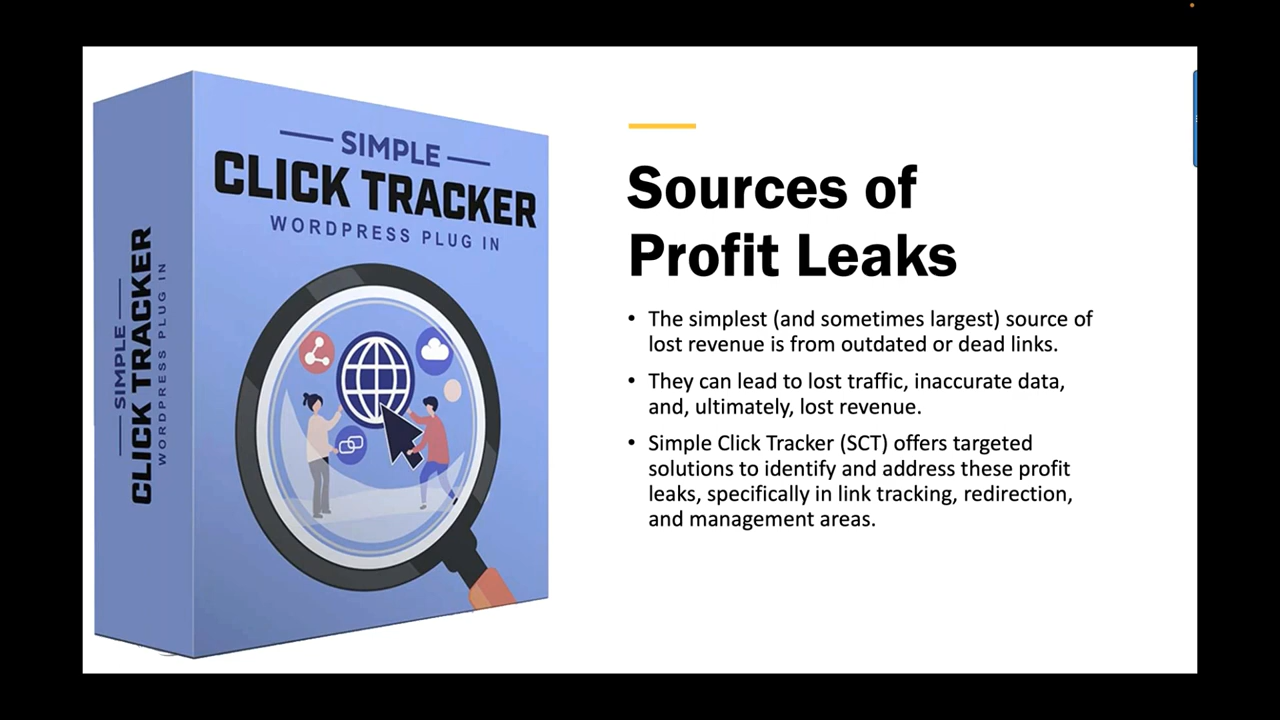 SIMPLE
CLICK TRACKER
WORDPRESS PLUG IN
SIMPLE
CLICK TRACKER
WORDPRESS PLUG IN
Sources of
Profit Leaks
• The simplest (and sometimes largest) source of
lost revenue is from outdated or dead links.
• They can lead to lost traffic, inaccurate data,
and, ultimately, lost revenue.
• Simple Click Tracker (SCT) offers targeted
solutions to identify and address these profit
leaks, specifically in link tracking, redirection,
and management areas.